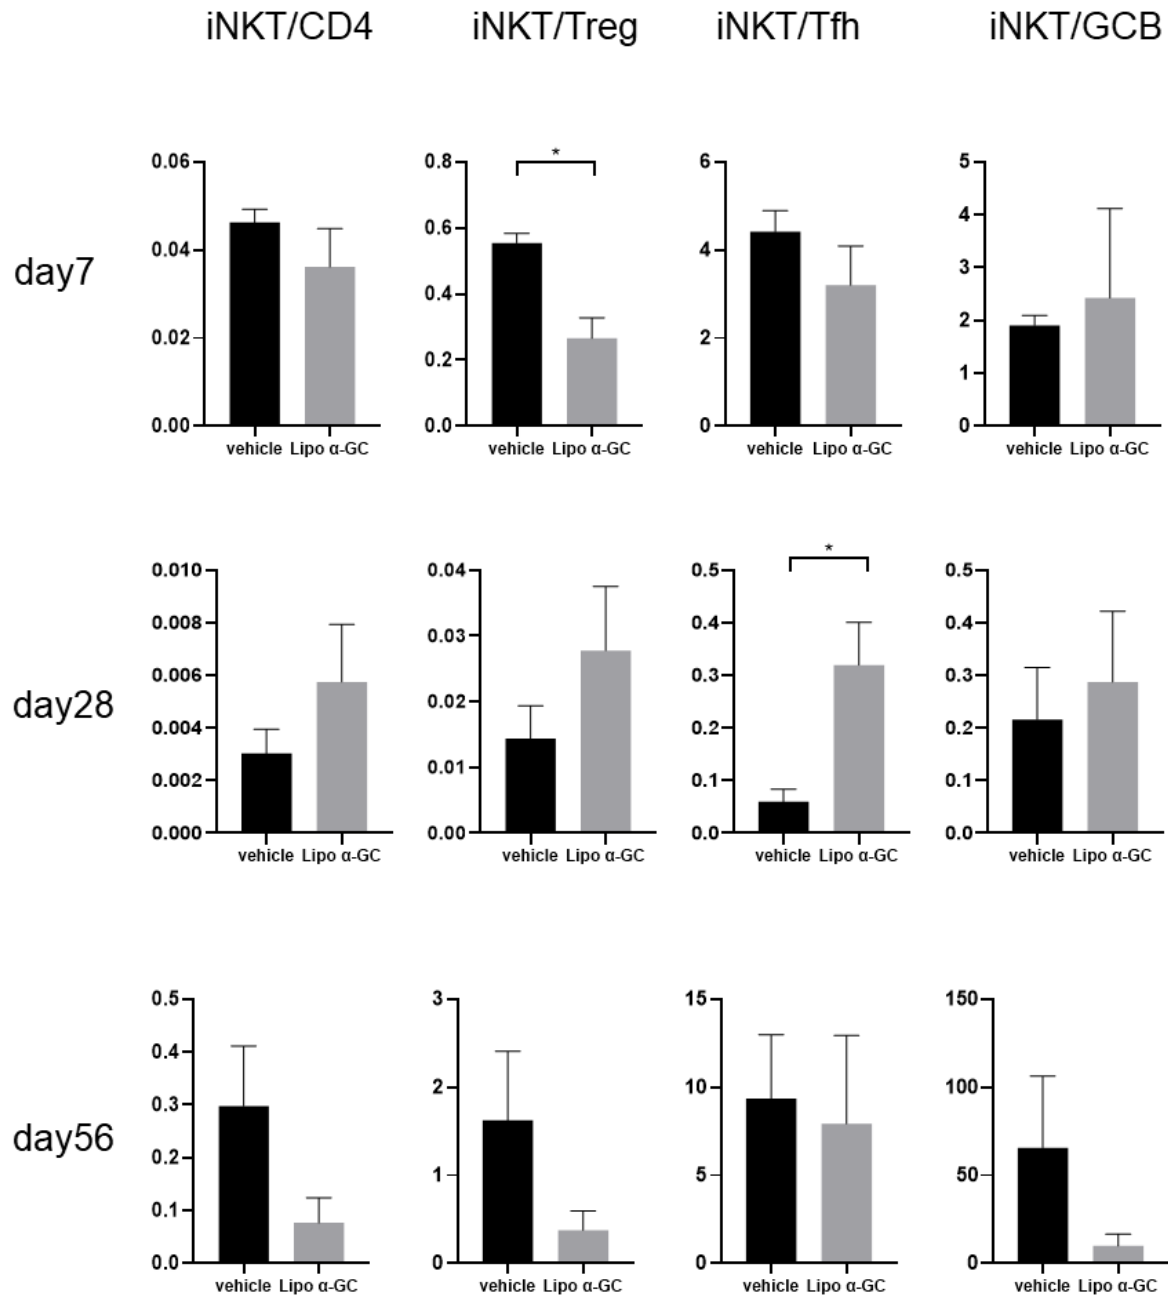 iNKT/CD4 iNKT/Treg iNKT/Tfh iNKT/GCB
day7
0.06 0.04 0.02 0.00
vehicle Lipo α-GC
*
0.8 0.6 0.4 0.2 0.0
vehicle Lipo α-GC
6 4 2 0
vehicle Lipo α-GC
5 4 3 2 1 0
vehicle Lipo α-GC
day28
0.010 0.008 0.006 0.004 0.002 0.000
vehicle Lipo α-GC
0.04 0.03 0.02 0.01 0.00
vehicle Lipo α-GC
*
0.5 0.4 0.3 0.2 0.1 0.0
vehicle Lipo α-GC
0.5 0.4 0.3 0.2 0.1 0.0
vehicle Lipo α-GC
day56
0.5 0.4 0.3 0.2 0.1 0.0
vehicle Lipo α-GC
3 2 1 0
vehicle Lipo α-GC
15 10 5 0
vehicle Lipo α-GC
150 100 50 0
vehicle Lipo α-GC